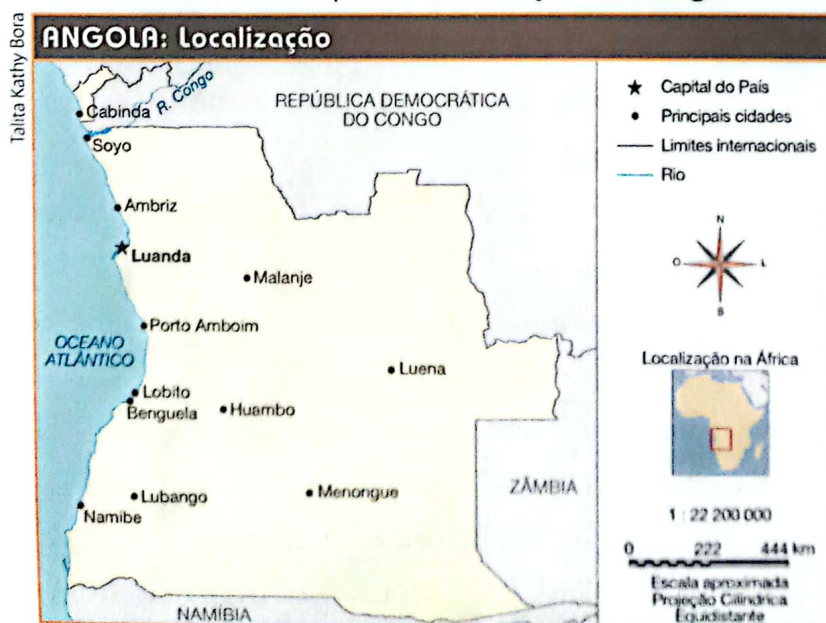 Talita Kathy Bora
ANGOLA: Localização
Cabinda
R. Congo
REPÚBLICA DEMOCRÁTICA
DO CONGO
Soyo
Ambriz
Luanda
Malanje
Porto Amboim
OCEANO
ATLÂNTICO
Luena
Lobito
Benguela
Huambo
Lubango
Menongue
Namibe
ZÂMBIA
NAMÍBIA
Capital do País
Principais cidades
Limites internacionais
Rio
N
O
L
S
Localização na África
1 : 22 200 000
0 222 444 km
Escala aproximada
Projeção Cilíndrica
Equidistante